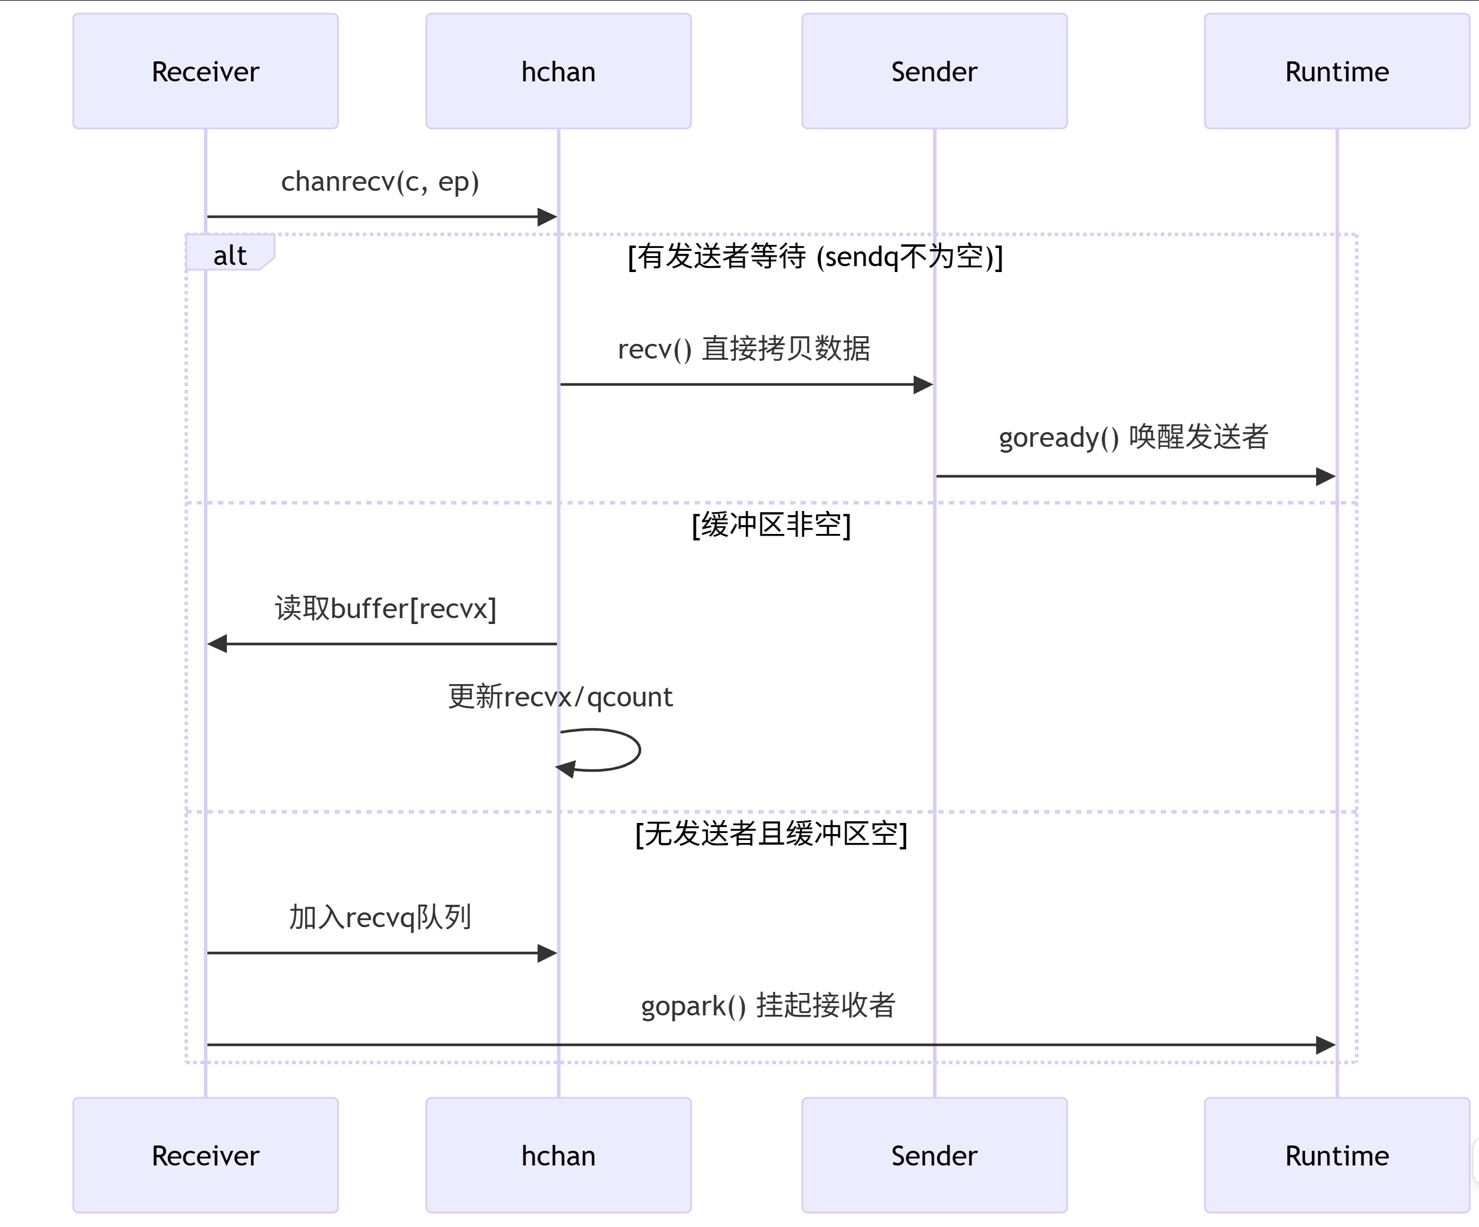 Receiver
hchan
Sender
Runtime
chanrecv(c, ep)
alt
[有发送者等待 (sendq不为空)]
recv() 直接拷贝数据
goready() 唤醒发送者
[缓冲区非空]
读取buffer[recvx]
更新recvx/qcount
[无发送者且缓冲区空]
加入recvq队列
gopark() 挂起接收者
Receiver
hchan
Sender
Runtime